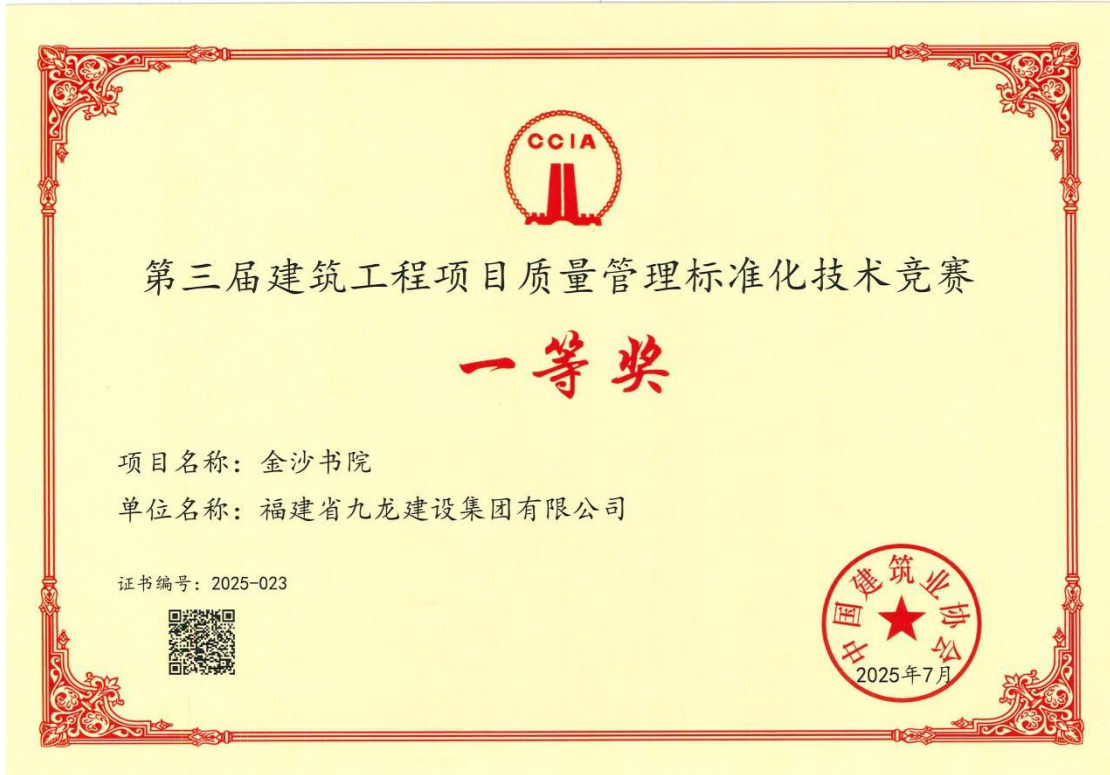 CCIA
第三届建筑工程项目质量管理标准化技术竞赛
一等奖
项目名称：金沙书院
单位名称：福建省九龙建设集团有限公司
证书编号：2025-023
中国建筑业协会
2025年7月